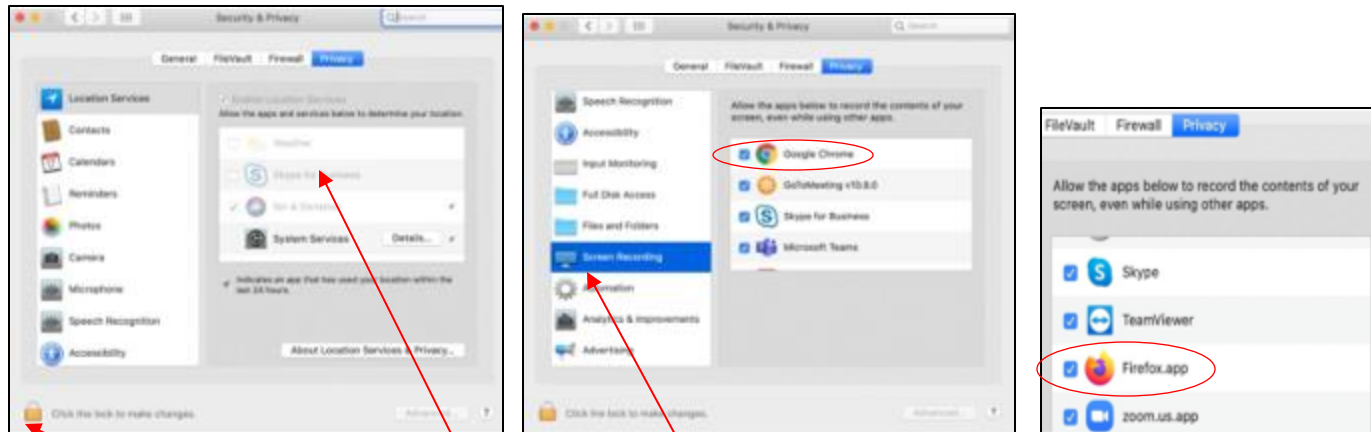 Security & Privacy
Search
General FileVault Firewall Privacy
Location Services
Contacts
Calendars
Reminders
Photos
Camera
Microphone
Speech Recognition
Accessibility
Enable Location Services
Allow the apps and services below to determine your location.
Weather
Skype for Business
Siri & Dictation
System Services Details...
Indicates an app that has used your location within the
last 24 hours.
About Location Services & Privacy...
Click the lock to make changes.
Advanced... ?
Security & Privacy
Search
General FileVault Firewall Privacy
Speech Recognition
Accessibility
Input Monitoring
Full Disk Access
Files and Folders
Screen Recording
Automation
Analytics & Improvements
Advertising
Allow the apps below to record the contents of your
screen, even while using other apps.
Google Chrome
GoToMeeting v10.8.0
Skype for Business
Microsoft Teams
Click the lock to make changes.
Advanced... ?
FileVault Firewall Privacy
Allow the apps below to record the contents of your
screen, even while using other apps.
Skype
TeamViewer
Firefox.app
zoom.us.app